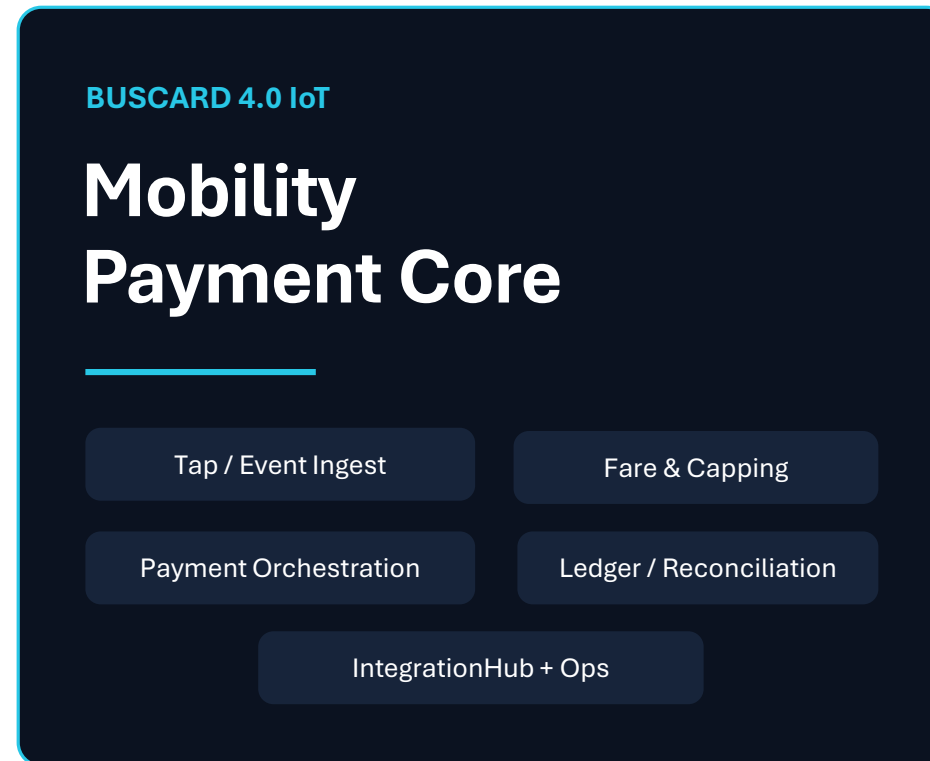 BUSCARD 4.0 IoT
Mobility
Payment Core
Tap / Event Ingest
Fare & Capping
Payment Orchestration
Ledger / Reconciliation
IntegrationHub + Ops